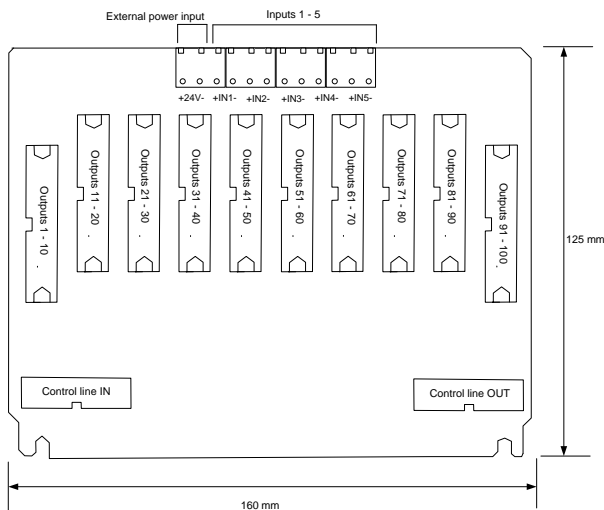 External power input
Inputs 1 - 5
+24V-
+IN1-
+IN2-
+IN3-
+IN4-
+IN5-
Outputs 1 - 10
Outputs 11 - 20
Outputs 21 - 30
Outputs 31 - 40
Outputs 41 - 50
Outputs 51 - 60
Outputs 61 - 70
Outputs 71 - 80
Outputs 81 - 90
Outputs 91 - 100
125 mm
Control line IN
Control line OUT
160 mm